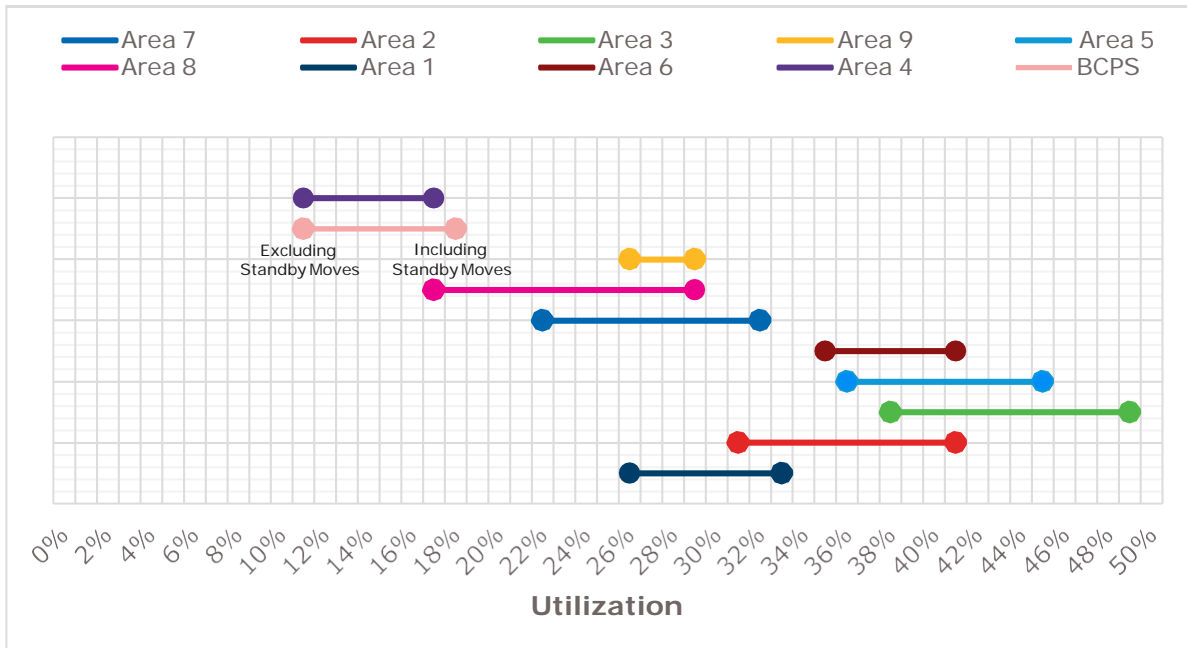 Area 7 Area 2 Area 3 Area 9 Area 5
Area 8 Area 1 Area 6 Area 4 BCPS
Excluding
Standby Moves
Including
Standby Moves
0% 2% 4% 6% 8% 10% 12% 14% 16% 18% 20% 22% 24% 26% 28% 30% 32% 34% 36% 38% 40% 42% 44% 46% 48% 50%
Utilization